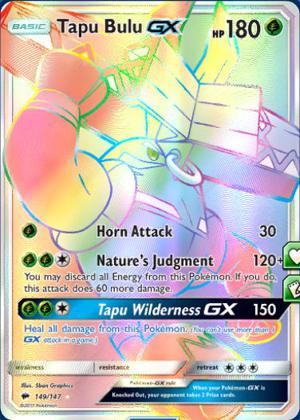 BASIC Tapu Bulu GX HP 180
Horn Attack 30
Nature's Judgment 120+
You may discard all Energy from this Pokémon. If you do,
this attack does 60 more damage.
Tapu Wilderness GX 150
Heal all damage from this Pokémon. (You can't use more than 1
GX attack in a game.)
weakness resistance retreat
Illus. 5ban Graphics
Pokémon-GX rule
When your Pokémon-GX is
Knocked Out, your opponent takes 2 Prize cards.
149/147